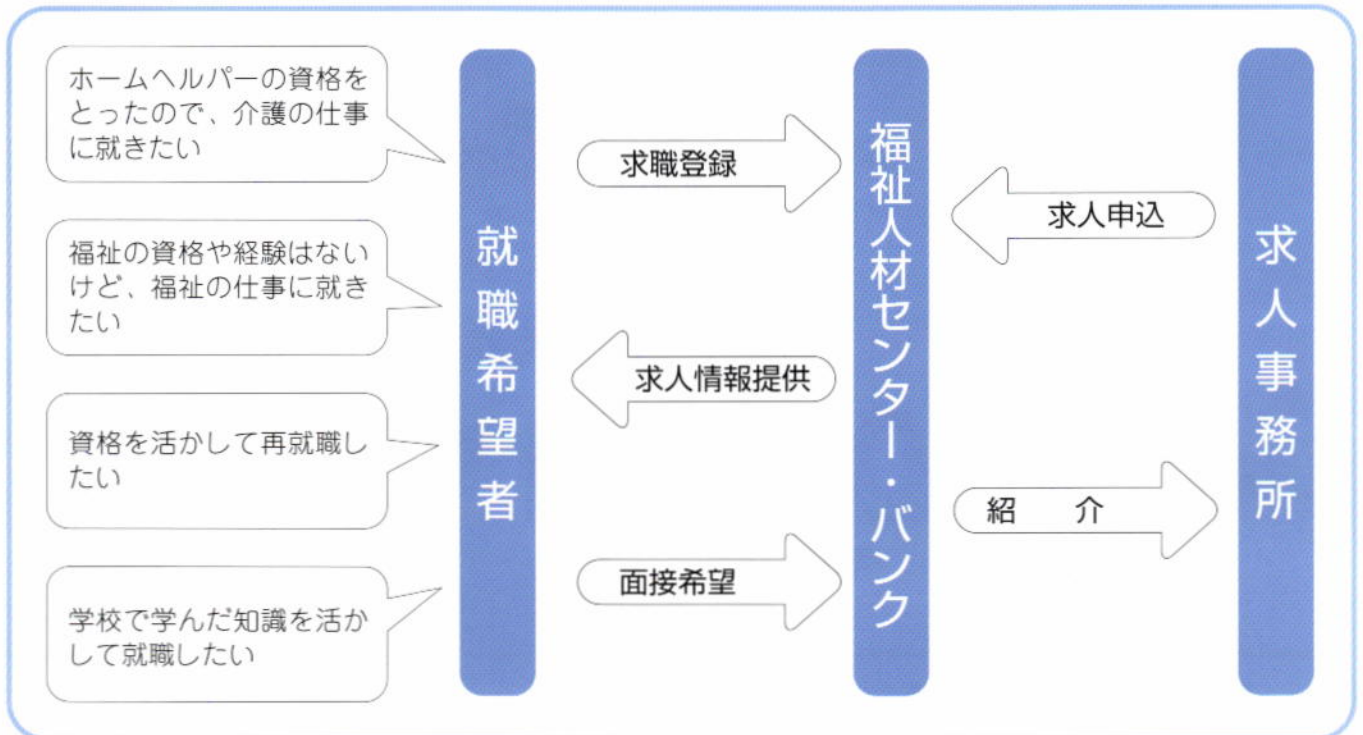 ホームヘルパーの資格を
とったので、介護の仕事
に就きたい
福祉の資格や経験はない
けど、福祉の仕事に就き
たい
資格を活かして再就職し
たい
学校で学んだ知識を活か
して就職したい
就職希望者
求職登録
求人情報提供
面接希望
福祉人材センター・バンク
求人申込
紹　介
求人事務所